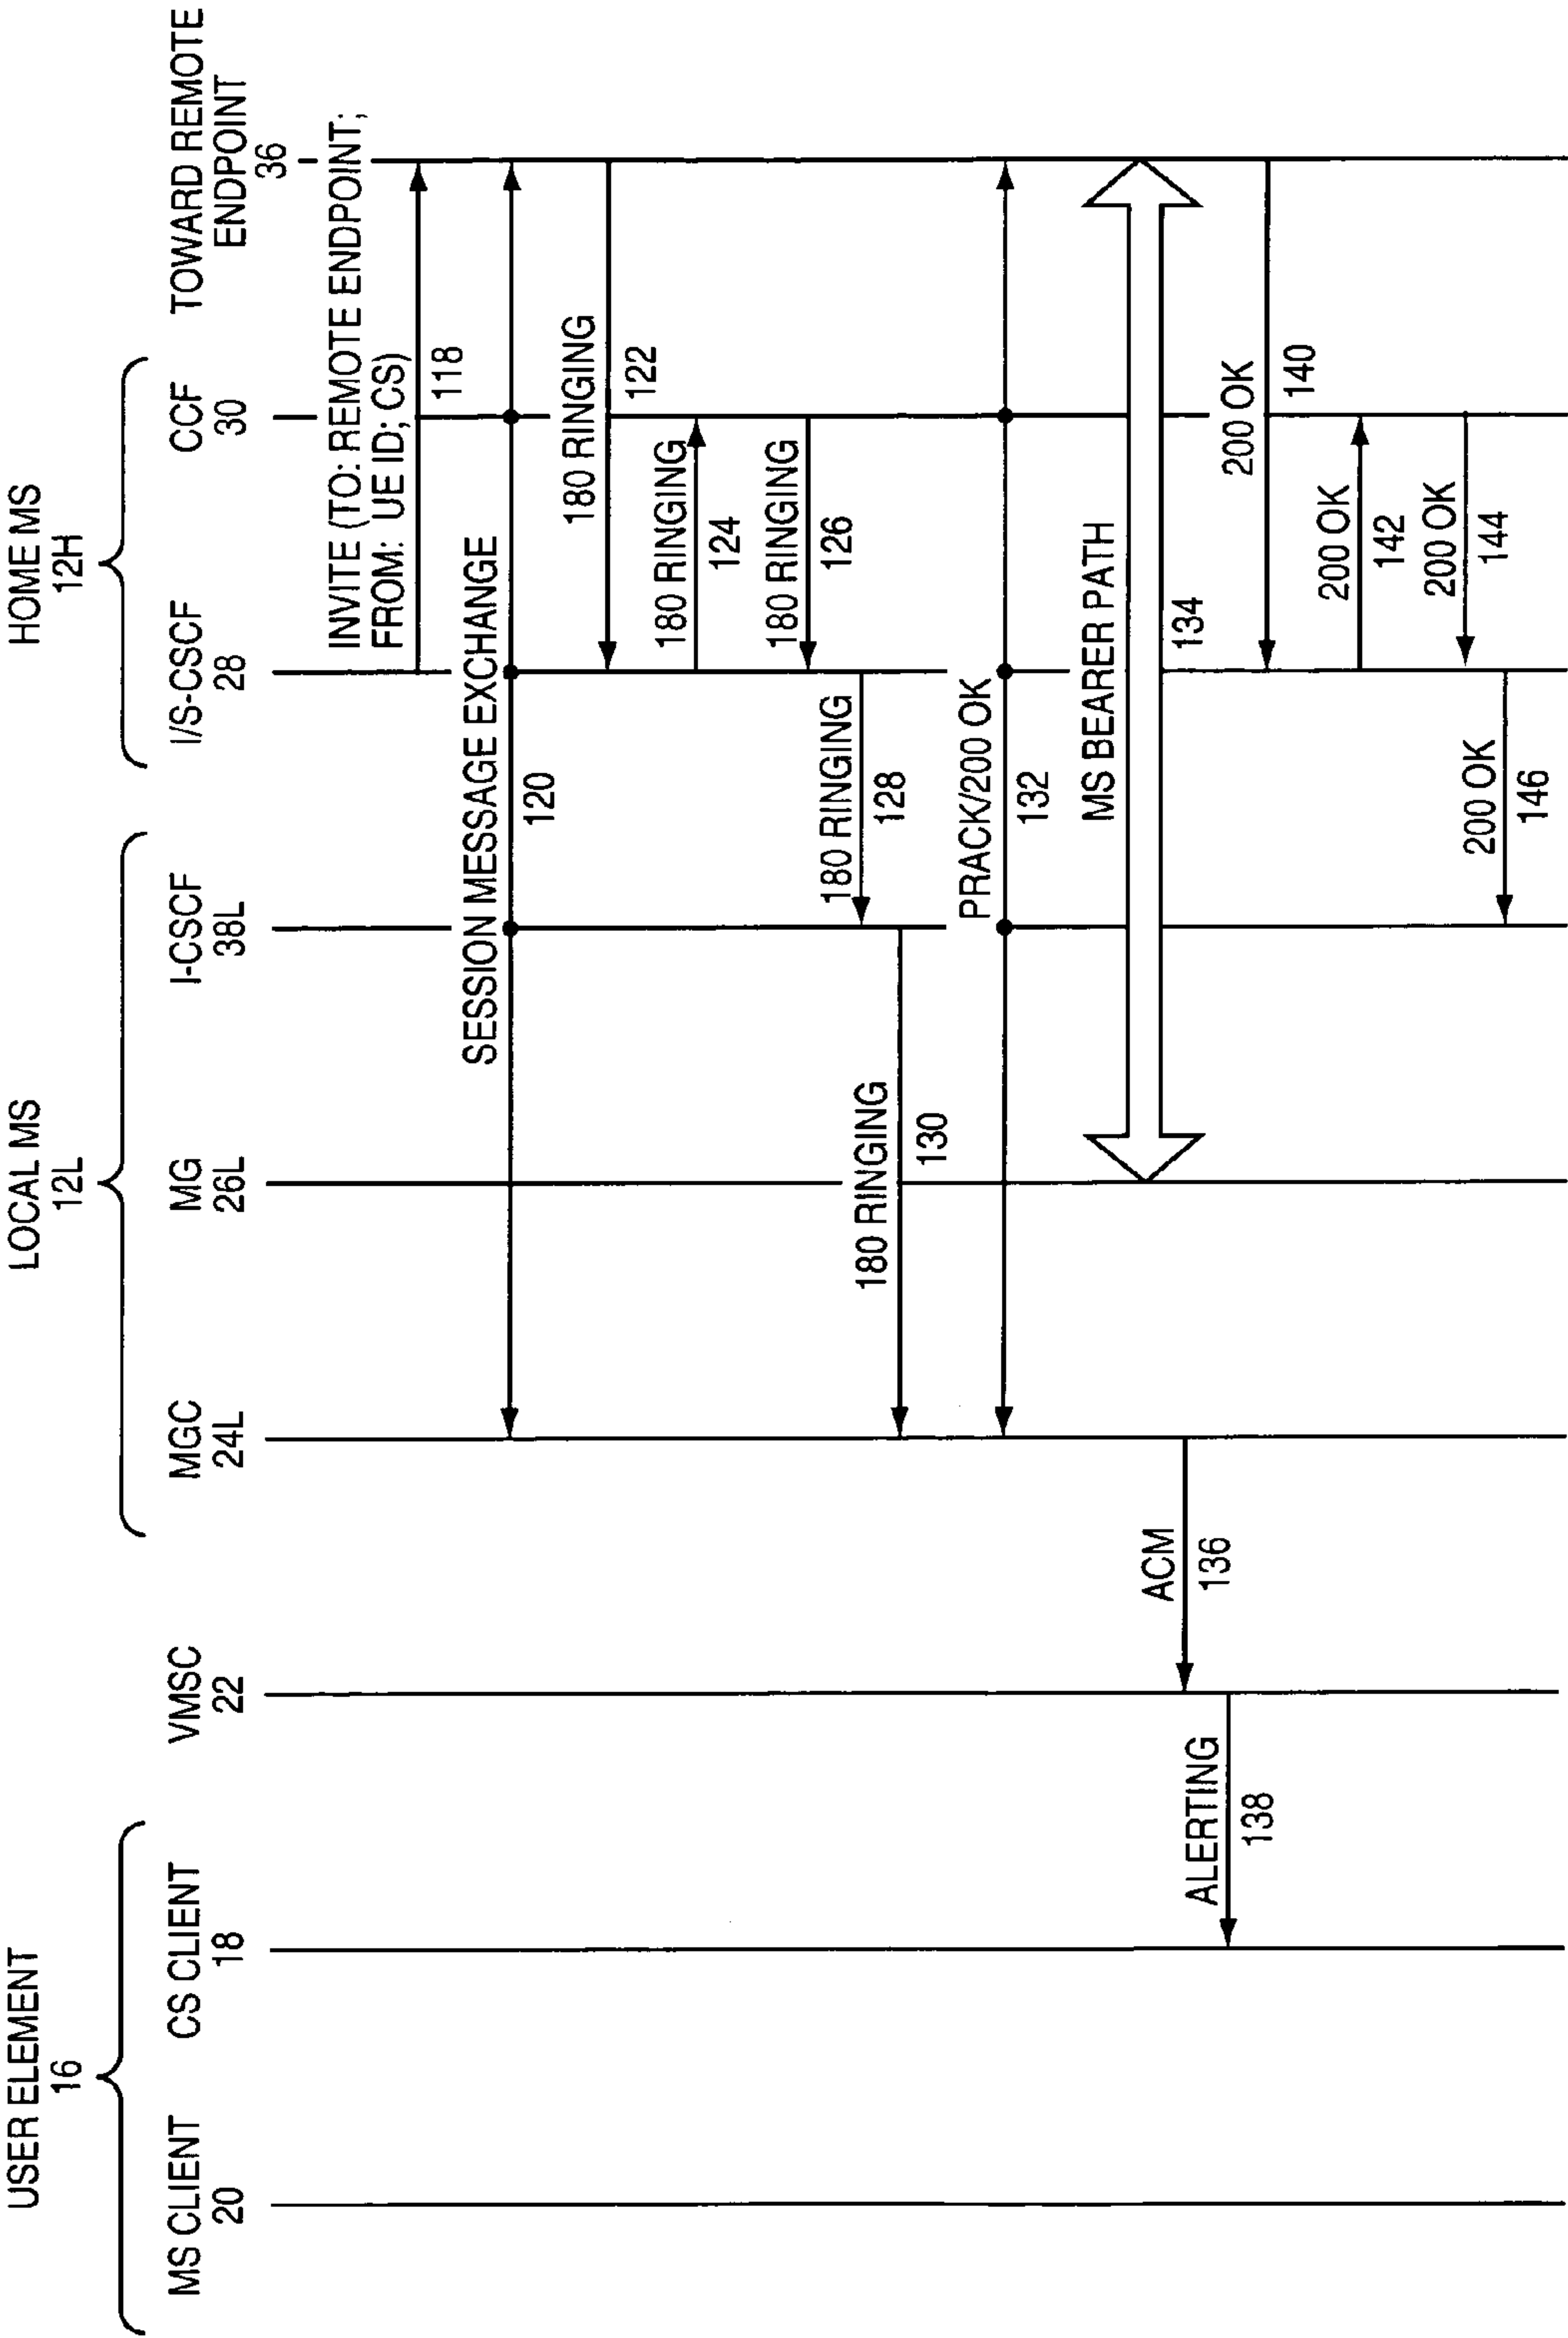 USER ELEMENT
16
LOCAL MS
12L
HOME MS
12H
MS CLIENT
20
CS CLIENT
18
VMSC
22
MGC
24L
MG
26L
I-CSCF
38L
I/S-CSCF
28
CCF
30
TOWARD REMOTE
ENDPOINT
36
INVITE (TO: REMOTE ENDPOINT;
FROM: UE ID; CS)
118
SESSION MESSAGE EXCHANGE
120
180 RINGING
122
180 RINGING
124
180 RINGING
126
180 RINGING
128
180 RINGING
130
PRACK/200 OK
132
MS BEARER PATH
134
ACM
136
ALERTING
138
200 OK
140
200 OK
142
200 OK
144
200 OK
146